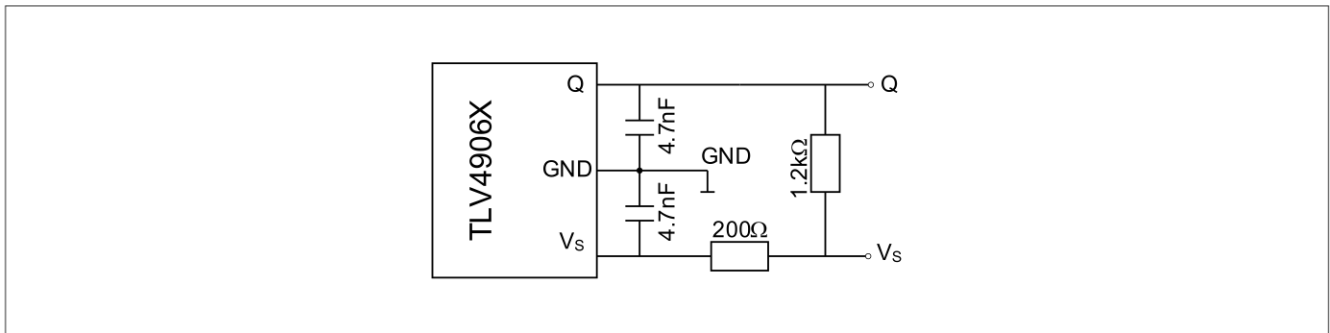 TLV4906X
Q
GND
Vs
4.7nF
4.7nF
GND
200Ω
1.2kΩ
Q
Vs